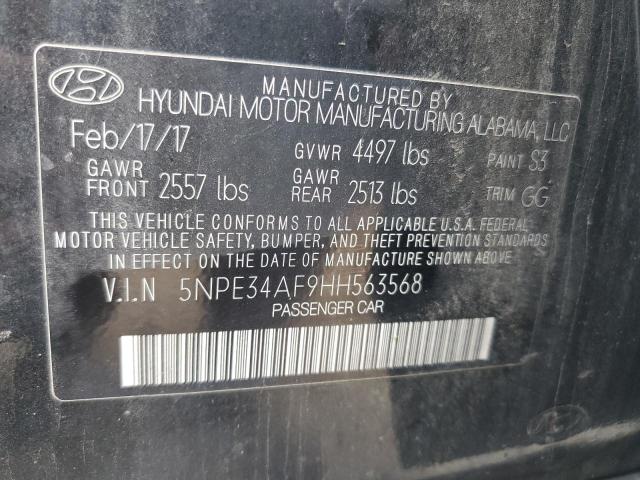 MANUFACTURED BY
HYUNDAI MOTOR MANUFACTURING ALABAMA, LLC
Feb/17/17 GVWR 4497 lbs PAINT S3
GAWR FRONT 2557 lbs GAWR REAR 2513 lbs TRIM GG
THIS VEHICLE CONFORMS TO ALL APPLICABLE U.S.A. FEDERAL
MOTOR VEHICLE SAFETY, BUMPER, AND THEFT PREVENTION STANDARDS
IN EFFECT ON THE DATE OF MANUFACTURE SHOWN ABOVE.
V.I.N 5NPE34AF9HH563568
PASSENGER CAR